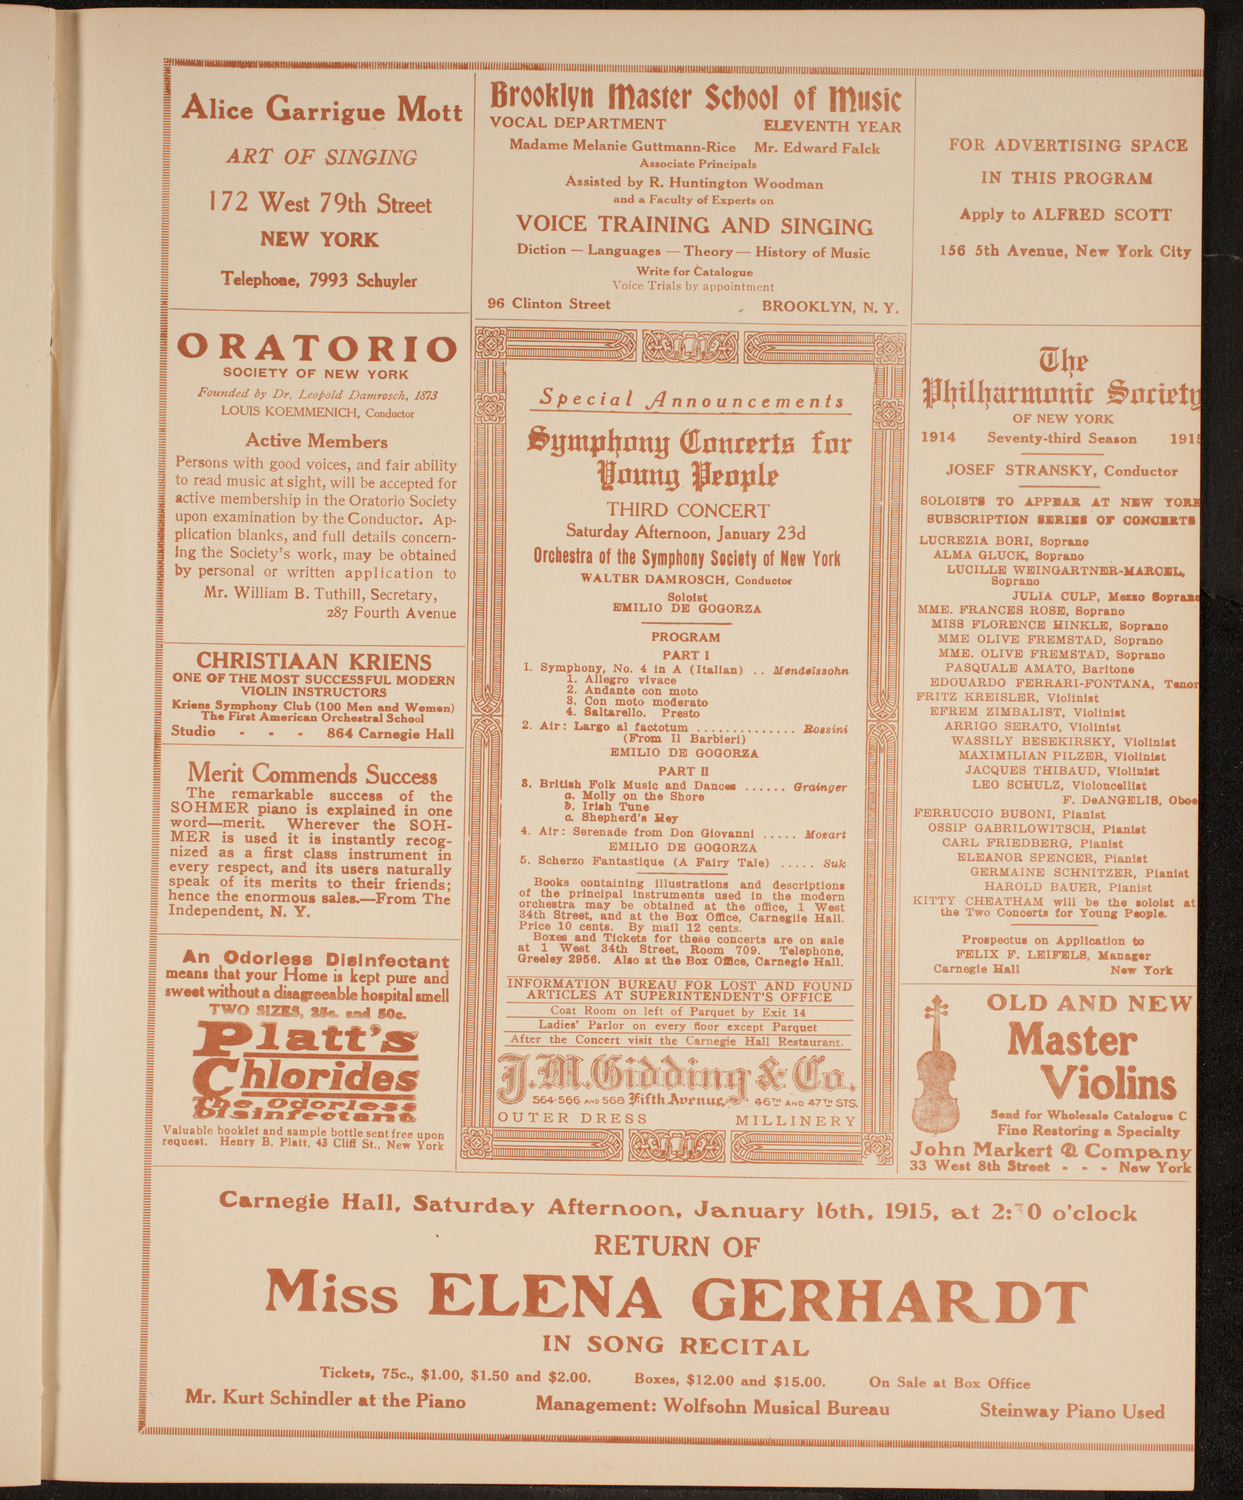 Alice Garrigue Mott
ART OF SINGING
172 West 79th Street
NEW YORK
Telephone, 7993 Schuyler
Brooklyn Master School of Music
VOCAL DEPARTMENT ELEVENTH YEAR
Madame Melanie Guttmann-Rice Mr. Edward Falck
Associate Principals
Assisted by R. Huntington Woodman
and a Faculty of Experts on
VOICE TRAINING AND SINGING
Diction — Languages — Theory — History of Music
Write for Catalogue
Voice Trials by appointment
96 Clinton Street BROOKLYN, N. Y.
FOR ADVERTISING SPACE
IN THIS PROGRAM
Apply to ALFRED SCOTT
156 5th Avenue, New York City
ORATORIO
SOCIETY OF NEW YORK
Founded by Dr. Leopold Damrosch, 1873
LOUIS KOEMMENICH, Conductor
Active Members
Persons with good voices, and fair ability
to read music at sight, will be accepted for
active membership in the Oratorio Society
upon examination by the Conductor. Ap-
plication blanks, and full details concern-
ing the Society's work, may be obtained
by personal or written application to
Mr. William B. Tuthill, Secretary,
287 Fourth Avenue
CHRISTIAAN KRIENS
ONE OF THE MOST SUCCESSFUL MODERN
VIOLIN INSTRUCTORS
Kriens Symphony Club (100 Men and Women)
The First American Orchestral School
Studio - - - 864 Carnegie Hall
Merit Commends Success
The remarkable success of the
SOHMER piano is explained in one
word—merit. Wherever the SOH-
MER is used it is instantly recog-
nized as a first class instrument in
every respect, and its users naturally
speak of its merits to their friends;
hence the enormous sales.—From The
Independent, N. Y.
An Odorless Disinfectant
means that your Home is kept pure and
sweet without a disagreeable hospital smell
TWO SIZES, 25c. and 50c.
Platt's
Chlorides
The Odorless
Disinfectant
Valuable booklet and sample bottle sent free upon
request. Henry B. Platt, 43 Cliff St., New York
Special Announcements
Symphony Concerts for
Young People
THIRD CONCERT
Saturday Afternoon, January 23d
Orchestra of the Symphony Society of New York
WALTER DAMROSCH, Conductor
Soloist
EMILIO DE GOGORZA
PROGRAM
PART I
1. Symphony, No. 4 in A (Italian) .. Mendelssohn
1. Allegro vivace
2. Andante con moto
3. Con moto moderato
4. Saltarello. Presto
2. Air: Largo al factotum .............. Rossini
(From Il Barbieri)
EMILIO DE GOGORZA
PART II
3. British Folk Music and Dances ...... Grainger
a. Molly on the Shore
b. Irish Tune
c. Shepherd's Hey
4. Air: Serenade from Don Giovanni ..... Mozart
EMILIO DE GOGORZA
5. Scherzo Fantastique (A Fairy Tale) ..... Suk
Books containing illustrations and descriptions
of the principal instruments used in the modern
orchestra may be obtained at the office, 1 West
34th Street, and at the Box Office, Carnegiie Hall.
Price 10 cents. By mail 12 cents.
Boxes and Tickets for these concerts are on sale
at 1 West 34th Street, Room 709. Telephone,
Greeley 2956. Also at the Box Office, Carnegie Hall.
INFORMATION BUREAU FOR LOST AND FOUND
ARTICLES AT SUPERINTENDENT'S OFFICE
Coat Room on left of Parquet by Exit 14
Ladies' Parlor on every floor except Parquet
After the Concert visit the Carnegie Hall Restaurant.
J.M. Gidding & Co.
564-566 AND 568 Fifth Avenue, 46TH AND 47TH STS.
OUTER DRESS MILLINERY
The
Philharmonic Society
OF NEW YORK
1914 Seventy-third Season 1915
JOSEF STRANSKY, Conductor
SOLOISTS TO APPEAR AT NEW YORK
SUBSCRIPTION SERIES OF CONCERTS
LUCREZIA BORI, Soprano
ALMA GLUCK, Soprano
LUCILLE WEINGARTNER-MARCEL,
Soprano
JULIA CULP, Mezzo Soprano
MME. FRANCES ROSE, Soprano
MISS FLORENCE HINKLE, Soprano
MME OLIVE FREMSTAD, Soprano
MME. OLIVE FREMSTAD, Soprano
PASQUALE AMATO, Baritone
EDOUARDO FERRARI-FONTANA, Tenor
FRITZ KREISLER, Violinist
EFREM ZIMBALIST, Violinist
ARRIGO SERATO, Violinist
WASSILY BESEKIRSKY, Violinist
MAXIMILIAN PILZER, Violinist
JACQUES THIBAUD, Violinist
LEO SCHULZ, Violoncellist
F. DeANGELIS, Oboe
FERRUCCIO BUSONI, Pianist
OSSIP GABRILOWITSCH, Pianist
CARL FRIEDBERG, Pianist
ELEANOR SPENCER, Pianist
GERMAINE SCHNITZER, Pianist
HAROLD BAUER, Pianist
KITTY CHEATHAM will be the soloist at
the Two Concerts for Young People.
Prospectus on Application to
FELIX F. LEIFELS, Manager
Carnegie Hall New York
OLD AND NEW
Master
Violins
Send for Wholesale Catalogue C
Fine Restoring a Specialty
John Markert & Company
33 West 8th Street - - - New York
Carnegie Hall, Saturday Afternoon, January 16th, 1915, at 2:30 o'clock
RETURN OF
Miss ELENA GERHARDT
IN SONG RECITAL
Tickets, 75c., $1.00, $1.50 and $2.00. Boxes, $12.00 and $15.00. On Sale at Box Office
Mr. Kurt Schindler at the Piano Management: Wolfsohn Musical Bureau Steinway Piano Used